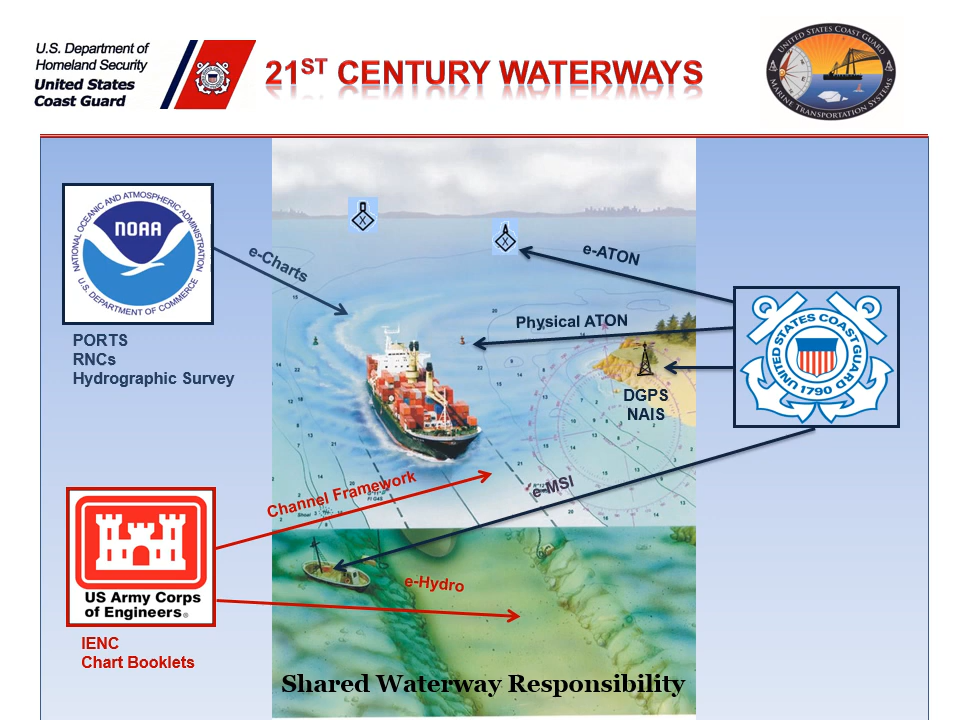 U.S. Department of
Homeland Security
United States
Coast Guard
21ST CENTURY WATERWAYS
UNITED STATES COAST GUARD
MARINE TRANSPORTATION SYSTEMS
NATIONAL OCEANIC AND ATMOSPHERIC ADMINISTRATION
NOAA
U.S. DEPARTMENT OF COMMERCE
PORTS
RNCs
Hydrographic Survey
e-Charts
X
X
e-ATON
Physical ATON
DGPS
NAIS
UNITED STATES COAST GUARD
1790
Channel Framework
e-MSI
US Army Corps
of Engineers®
IENC
Chart Booklets
e-Hydro
Shared Waterway Responsibility